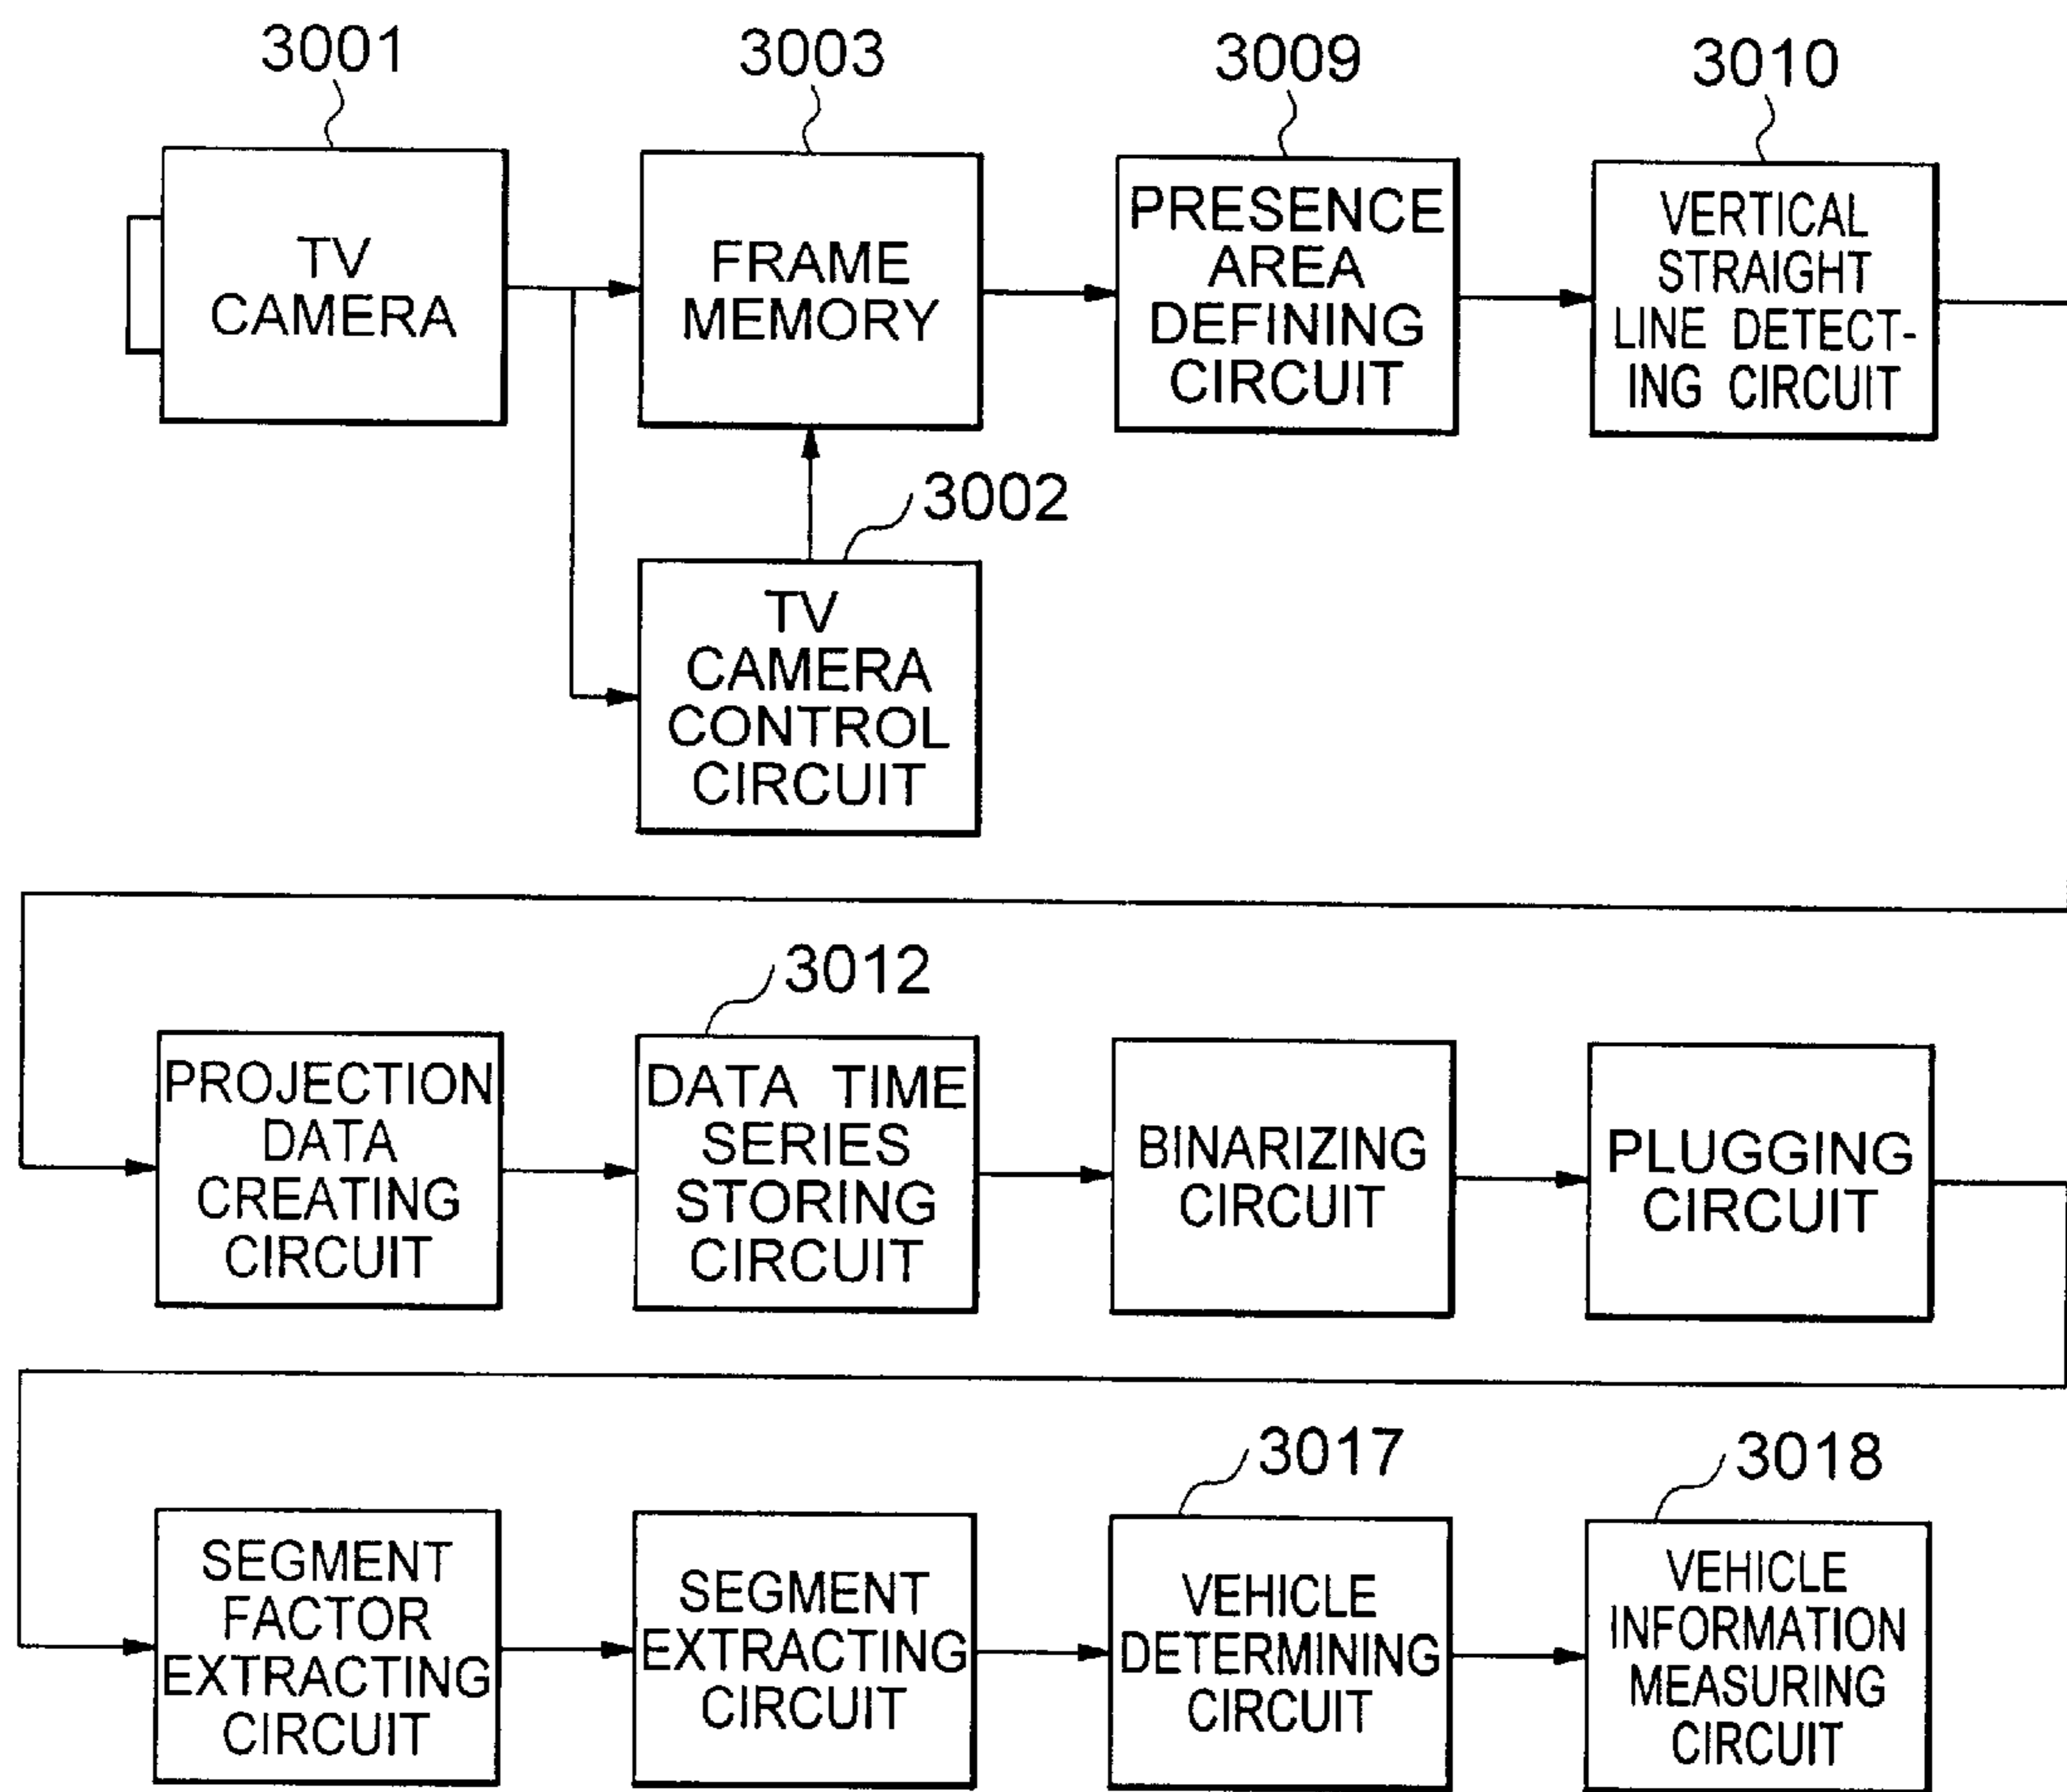 3001
3003
3009
3010
TV
CAMERA
FRAME
MEMORY
PRESENCE
AREA
DEFINING
CIRCUIT
VERTICAL
STRAIGHT
LINE DETECT-
ING CIRCUIT
3002
TV
CAMERA
CONTROL
CIRCUIT
3012
PROJECTION
DATA
CREATING
CIRCUIT
DATA TIME
SERIES
STORING
CIRCUIT
BINARIZING
CIRCUIT
PLUGGING
CIRCUIT
3017
3018
SEGMENT
FACTOR
EXTRACTING
CIRCUIT
SEGMENT
EXTRACTING
CIRCUIT
VEHICLE
DETERMINING
CIRCUIT
VEHICLE
INFORMATION
MEASURING
CIRCUIT